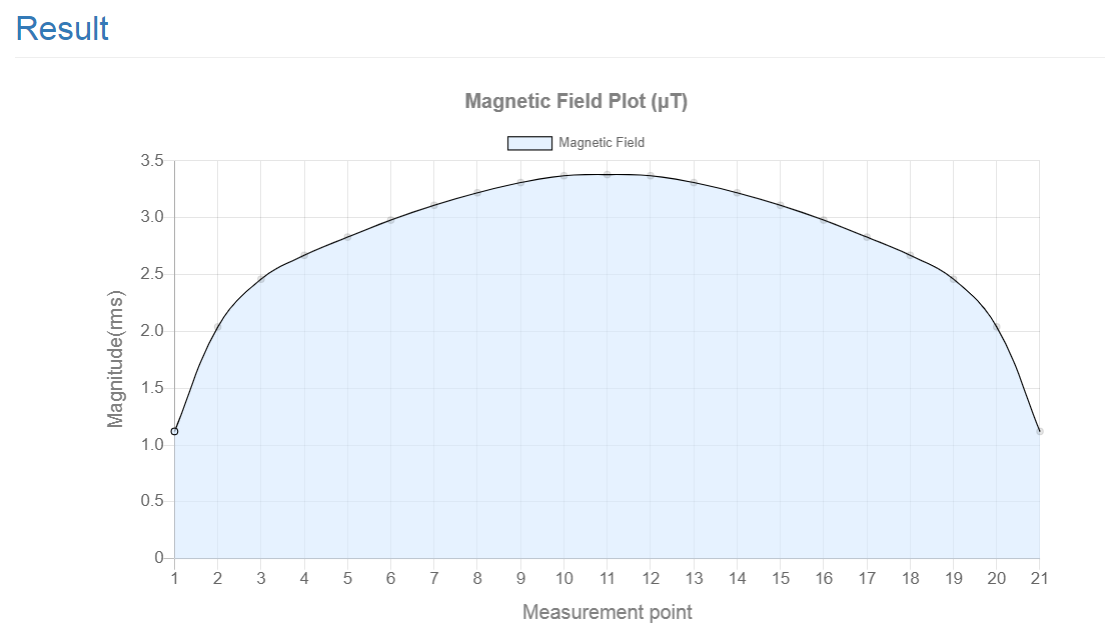 Result
Magnetic Field Plot (µT)
Magnetic Field
3.5
3.0
2.5
2.0
1.5
1.0
0.5
0
Magnitude(rms)
1 2 3 4 5 6 7 8 9 10 11 12 13 14 15 16 17 18 19 20 21
Measurement point